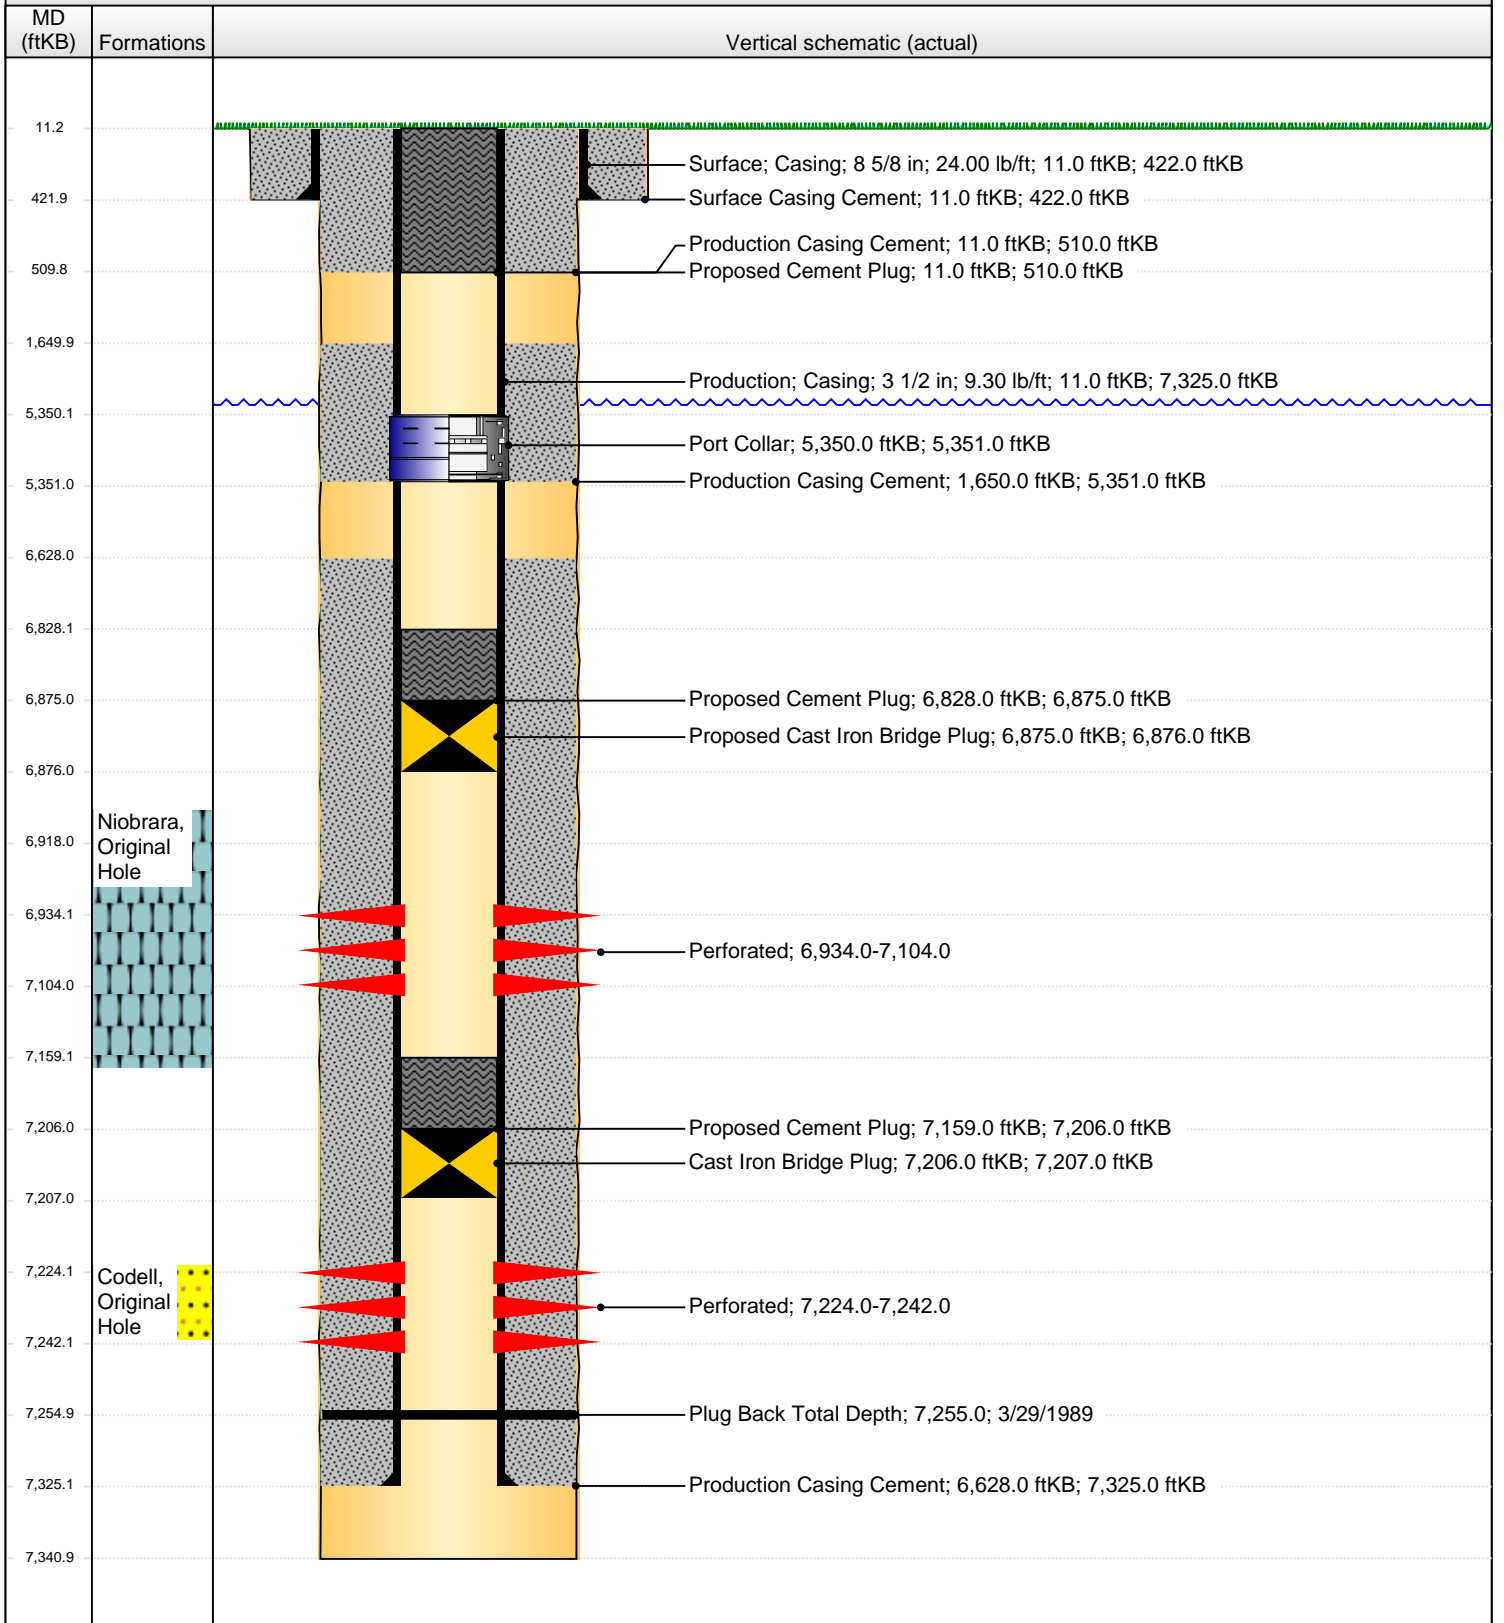 MD
(ftKB)
Formations
Vertical schematic (actual)
11.2
Surface; Casing; 8 5/8 in; 24.00 lb/ft; 11.0 ftKB; 422.0 ftKB
421.9
Surface Casing Cement; 11.0 ftKB; 422.0 ftKB
Production Casing Cement; 11.0 ftKB; 510.0 ftKB
509.8
Proposed Cement Plug; 11.0 ftKB; 510.0 ftKB
1,649.9
Production; Casing; 3 1/2 in; 9.30 lb/ft; 11.0 ftKB; 7,325.0 ftKB
5,350.1
Port Collar; 5,350.0 ftKB; 5,351.0 ftKB
5,351.0
Production Casing Cement; 1,650.0 ftKB; 5,351.0 ftKB
6,628.0
6,828.1
6,875.0
Proposed Cement Plug; 6,828.0 ftKB; 6,875.0 ftKB
Proposed Cast Iron Bridge Plug; 6,875.0 ftKB; 6,876.0 ftKB
6,876.0
Niobrara,
Original
Hole
6,918.0
6,934.1
Perforated; 6,934.0-7,104.0
7,104.0
7,159.1
7,206.0
Proposed Cement Plug; 7,159.0 ftKB; 7,206.0 ftKB
Cast Iron Bridge Plug; 7,206.0 ftKB; 7,207.0 ftKB
7,207.0
7,224.1
Codell,
Original
Hole
Perforated; 7,224.0-7,242.0
7,242.1
7,254.9
Plug Back Total Depth; 7,255.0; 3/29/1989
7,325.1
Production Casing Cement; 6,628.0 ftKB; 7,325.0 ftKB
7,340.9